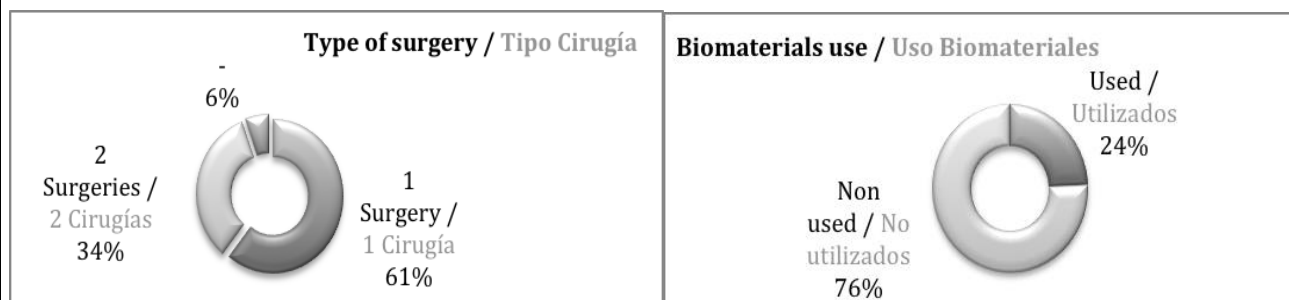 Type of surgery / Tipo Cirugía
-
6%
2
Surgeries /
2 Cirugías
34%
1
Surgery /
1 Cirugía
61%
Biomaterials use / Uso Biomateriales
Used /
Utilizados
24%
Non
used / No
utilizados
76%